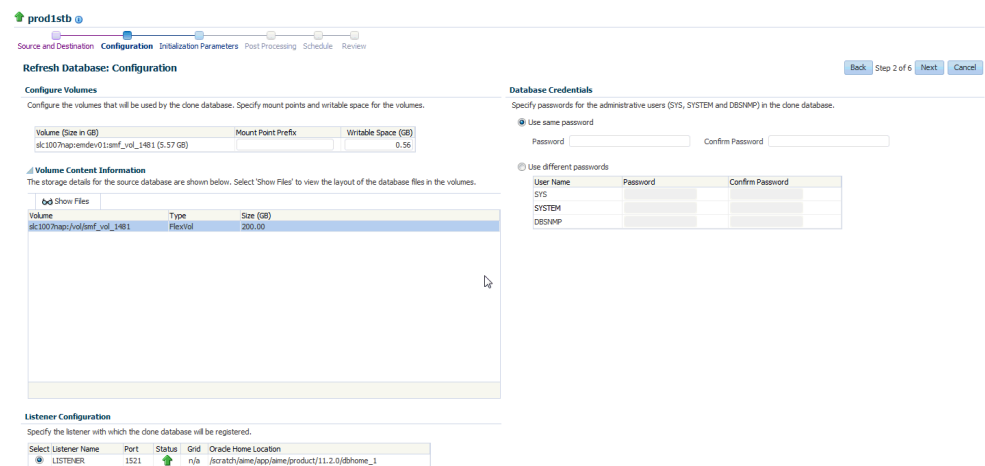 prod1stb
Source and Destination Configuration Initialization Parameters Post Processing Schedule Review
Refresh Database: Configuration
Back Step 2 of 6 Next Cancel
Configure Volumes
Configure the volumes that will be used by the clone database. Specify mount points and writable space for the volumes.
Volume (Size in GB) Mount Point Prefix Writable Space (GB)
slc1007nap:emdev01:smf_vol_1481 (5.57 GB) 0.56
Volume Content Information
The storage details for the source database are shown below. Select 'Show Files' to view the layout of the database files in the volumes.
Show Files
Volume Type Size (GB)
slc1007nap:/vol/smf_vol_1481 FlexVol 200.00
Listener Configuration
Specify the listener with which the clone database will be registered.
Select Listener Name Port Status Grid Oracle Home Location
LISTENER 1521 n/a /scratch/aime/app/aime/product/11.2.0/dbhome_1
Database Credentials
Specify passwords for the administrative users (SYS, SYSTEM and DBSNMP) in the clone database.
Use same password
Password Confirm Password
Use different passwords
User Name Password Confirm Password
SYS
SYSTEM
DBSNMP